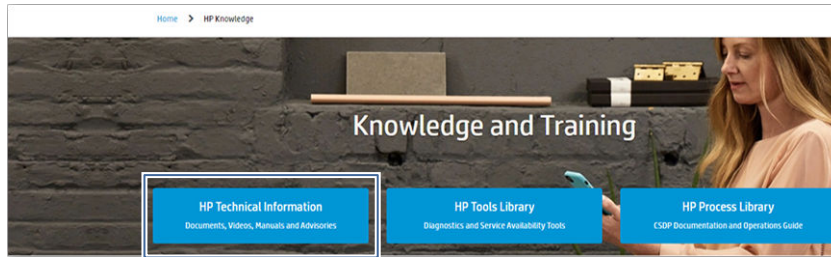 Home > HP Knowledge
Knowledge and Training
HP Technical Information
Documents, Videos, Manuals and Advisories
HP Tools Library
Diagnostics and Service Availability Tools
HP Process Library
CSDP Documentation and Operations Guide